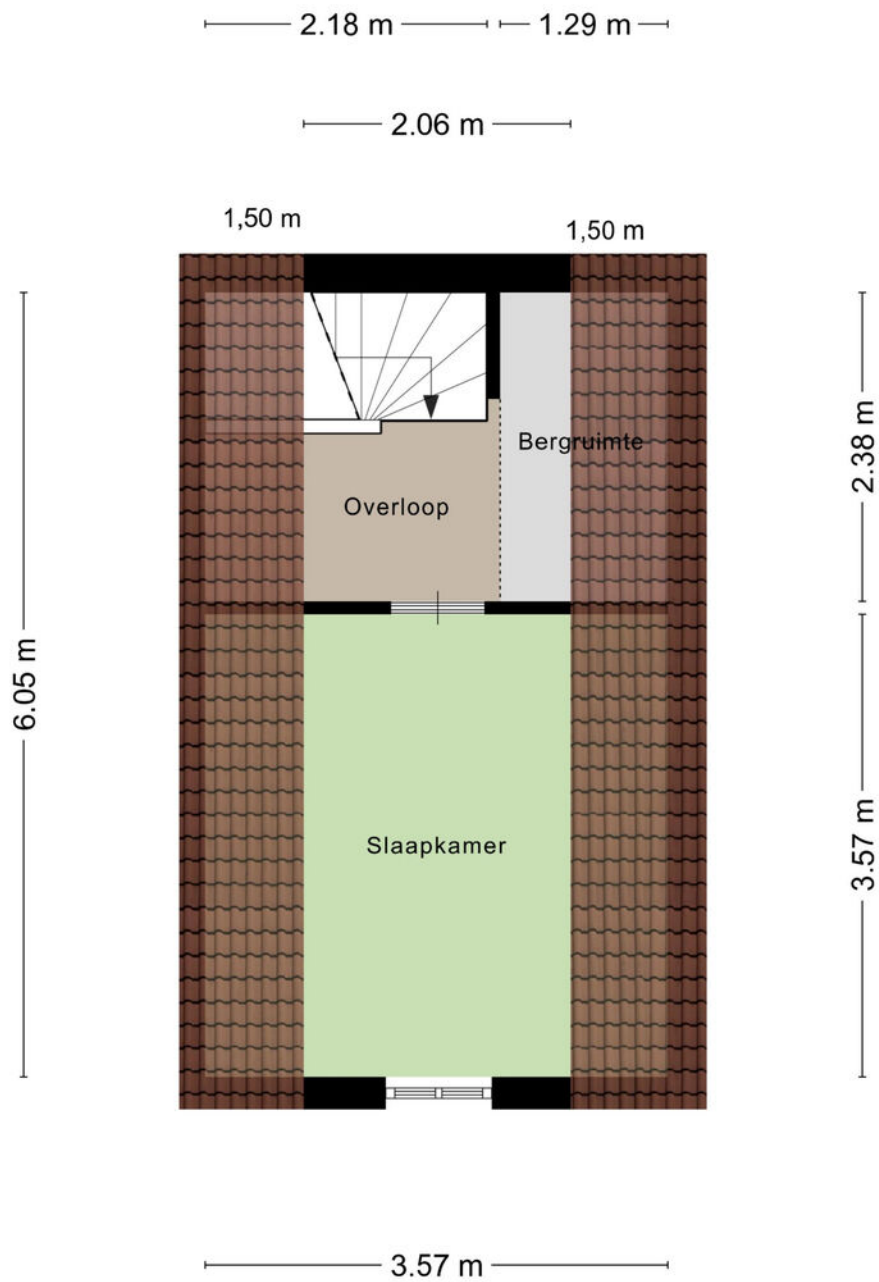 2.18 m
1.29 m
2.06 m
1,50 m
1,50 m
Bergruimte
2.38 m
Overloop
6.05 m
Slaapkamer
3.57 m
3.57 m